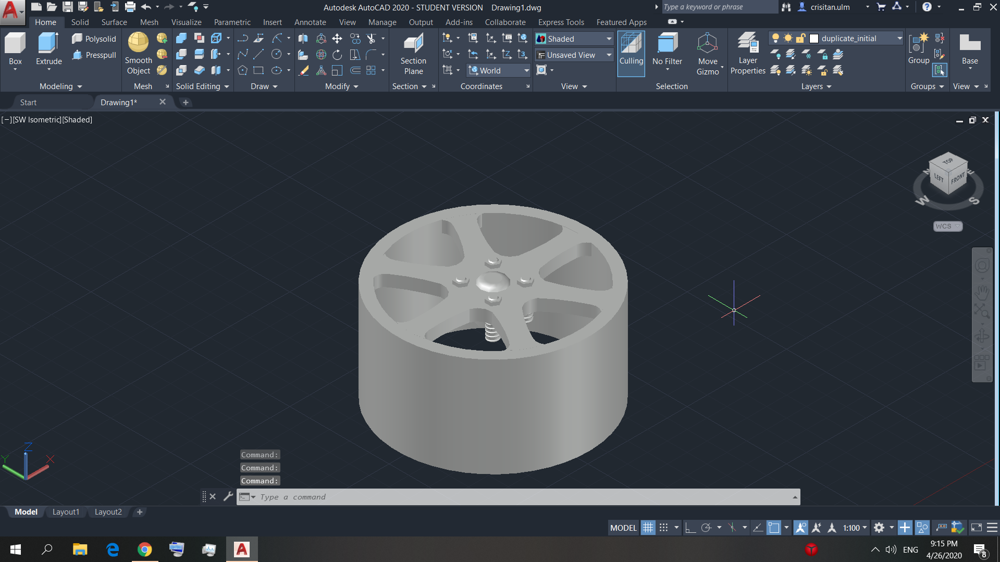 Autodesk AutoCAD 2020 - STUDENT VERSION Drawing1.dwg
Type a keyword or phrase
crisitan.ulm
Home Solid Surface Mesh Visualize Parametric Insert Annotate View Manage Output Add-ins Collaborate Express Tools Featured Apps
Box
Extrude
Polysolid
Presspull
Modeling
Smooth
Object
Mesh
Solid Editing
Draw
Modify
Section
Plane
Section
World
Coordinates
Shaded
Unsaved View
View
Culling
No Filter
Move
Gizmo
Selection
Layer
Properties
duplicate_initial
Layers
Group
Groups
Base
View
Start
Drawing1*
[−][SW Isometric][Shaded]
TOP
LEFT
FRONT
N
E
W
S
WCS
Z
Y
X
Command:
Command:
Command:
Type a command
Model Layout1 Layout2
MODEL
1:100
ENG
9:15 PM
4/26/2020
8